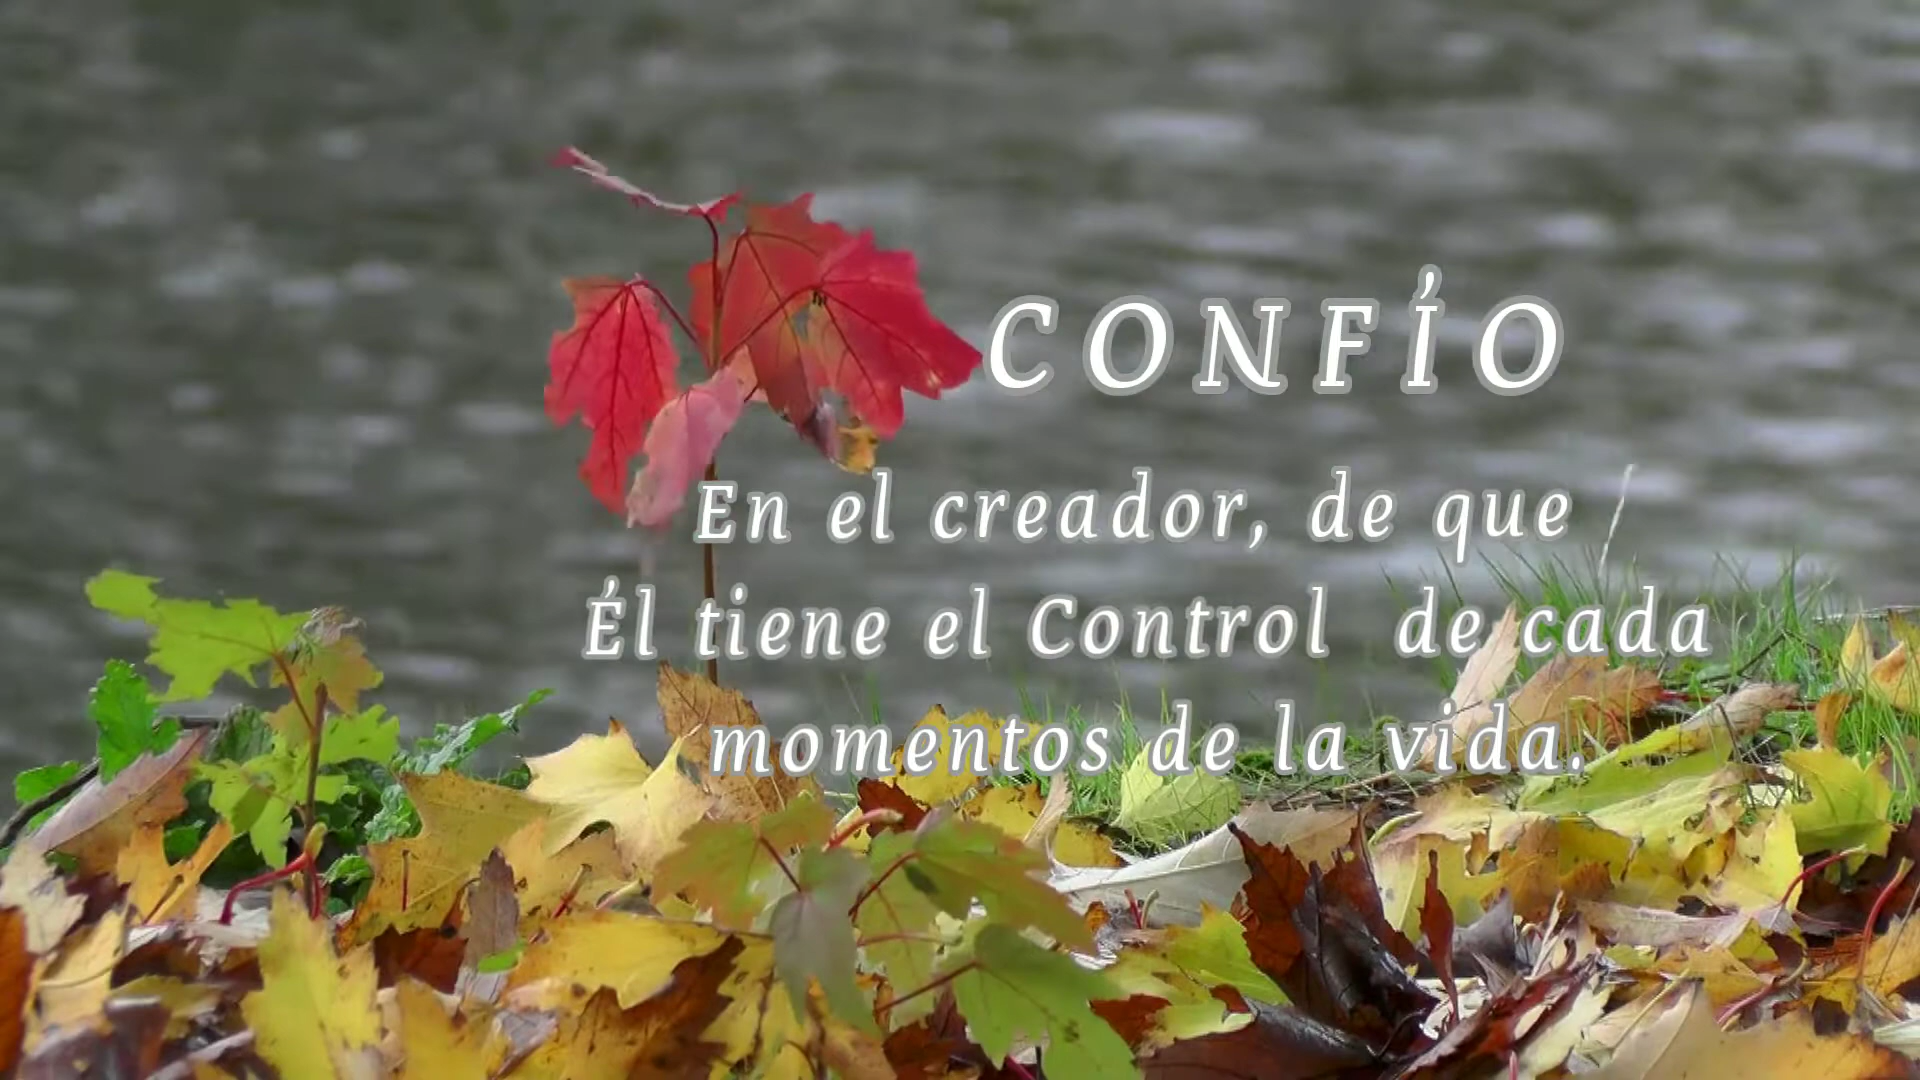 CONFÍO
En el creador, de que
Él tiene el Control de cada
momentos de la vida.